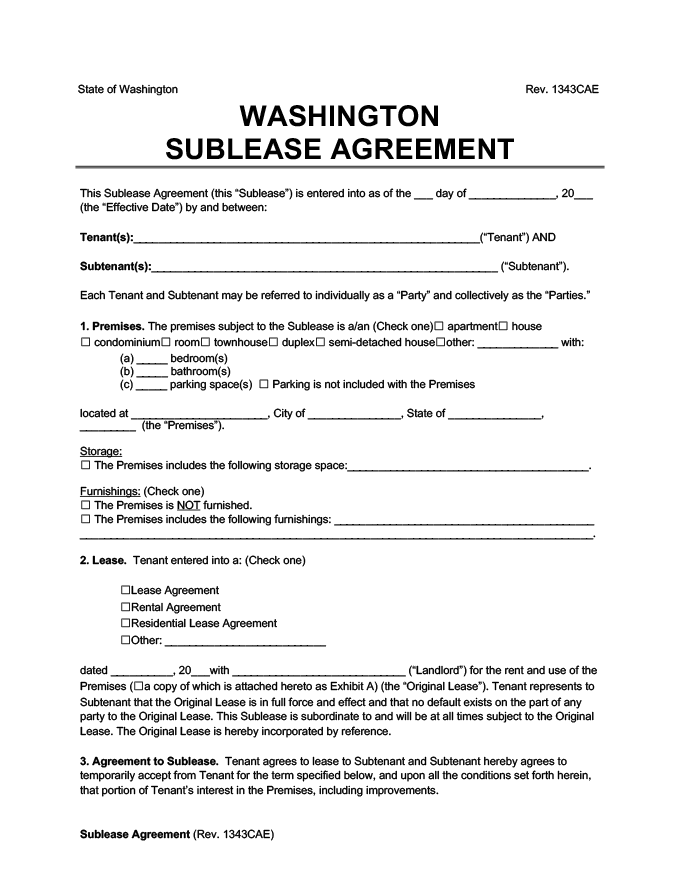 State of Washington Rev. 1343CAE
WASHINGTON
SUBLEASE AGREEMENT
This Sublease Agreement (this “Sublease”) is entered into as of the ___ day of ______________, 20___
(the “Effective Date”) by and between:
Tenant(s):________________________________________________________(“Tenant”) AND
Subtenant(s):________________________________________________________ (“Subtenant”).
Each Tenant and Subtenant may be referred to individually as a “Party” and collectively as the “Parties.”
1. Premises. The premises subject to the Sublease is a/an (Check one)☐ apartment☐ house
☐ condominium☐ room☐ townhouse☐ duplex☐ semi-detached house☐other: _____________ with:
(a) _____ bedroom(s)
(b) _____ bathroom(s)
(c) _____ parking space(s) ☐ Parking is not included with the Premises
located at ______________________, City of _______________, State of _______________,
_________ (the “Premises”).
Storage:
☐ The Premises includes the following storage space:_______________________________________.
Furnishings: (Check one)
☐ The Premises is NOT furnished.
☐ The Premises includes the following furnishings: __________________________________________
___________________________________________________________________________________.
2. Lease. Tenant entered into a: (Check one)
☐Lease Agreement
☐Rental Agreement
☐Residential Lease Agreement
☐Other: __________________________
dated __________, 20___with ____________________________ (“Landlord”) for the rent and use of the
Premises (☐a copy of which is attached hereto as Exhibit A) (the “Original Lease”). Tenant represents to
Subtenant that the Original Lease is in full force and effect and that no default exists on the part of any
party to the Original Lease. This Sublease is subordinate to and will be at all times subject to the Original
Lease. The Original Lease is hereby incorporated by reference.
3. Agreement to Sublease. Tenant agrees to lease to Subtenant and Subtenant hereby agrees to
temporarily accept from Tenant for the term specified below, and upon all the conditions set forth herein,
that portion of Tenant’s interest in the Premises, including improvements.
Sublease Agreement (Rev. 1343CAE)